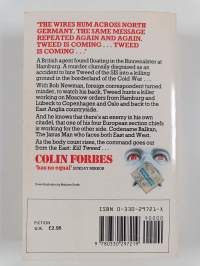 'THE WIRES HUM ACROSS NORTH
GERMANY. THE SAME MESSAGE
REPEATED AGAIN AND AGAIN.
TWEED IS COMING . . . TWEED
IS COMING . . .'
A British agent found floating in the Binnenalster at
Hamburg. A murder clumsily disguised as an
accident to lure Tweed of the SIS into a killing
ground in the borderland of the Cold War . . .
With Bob Newman, foreign correspondent turned
minder, to watch his back, Tweed hunts a killer
working to Moscow orders from Hamburg and
Lubeck to Copenhagen and Oslo and back to the
East Anglia countryside.
And he knows that there's an enemy in his own
citadel, that one of his four European section chiefs
is working for the other side. Codename Balkan,
The Janus Man who faces both East and West.
As the body count rises, the command goes out
from the East: Kill Tweed . . .
COLIN FORBES
'has no equal' SUNDAY MIRROR
FICTION
U.K. £2.95
ISBN 0-330-29721-X
90000
9 780330 297219